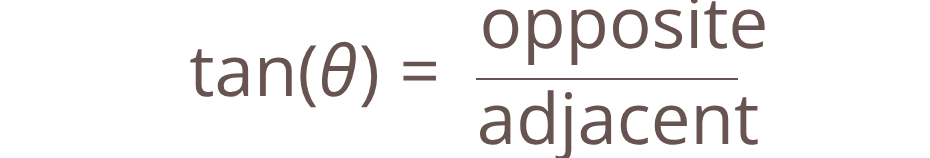 tan(θ) = opposite
adjacent